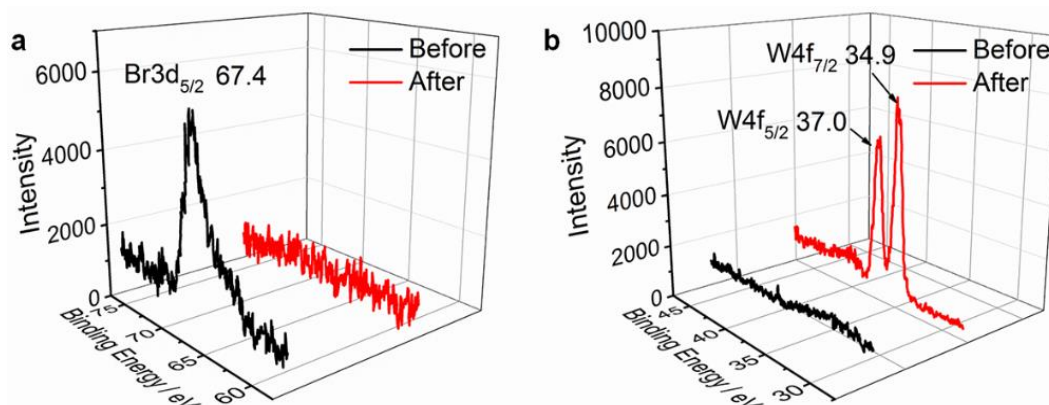 a
Before
After
Br3d5/2 67.4
Intensity
6000
4000
2000
0
75
70
65
60
Binding Energy / eV
b
Before
After
W4f7/2 34.9
W4f5/2 37.0
Intensity
10000
8000
6000
4000
2000
0
45
40
35
30
Binding Energy / eV